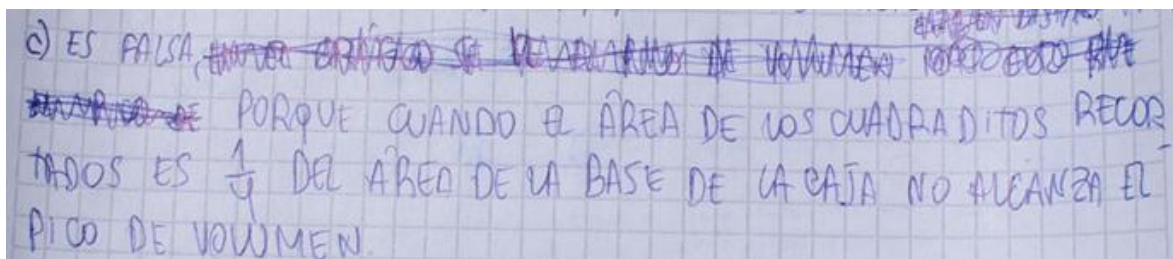 c) ES FALSA,
PORQUE CUANDO EL ÁREA DE LOS CUADRADITOS RECOR
TADOS ES 1/4 DEL ÁREA DE LA BASE DE LA CAJA NO ALCANZA EL
PICO DE VOLUMEN.